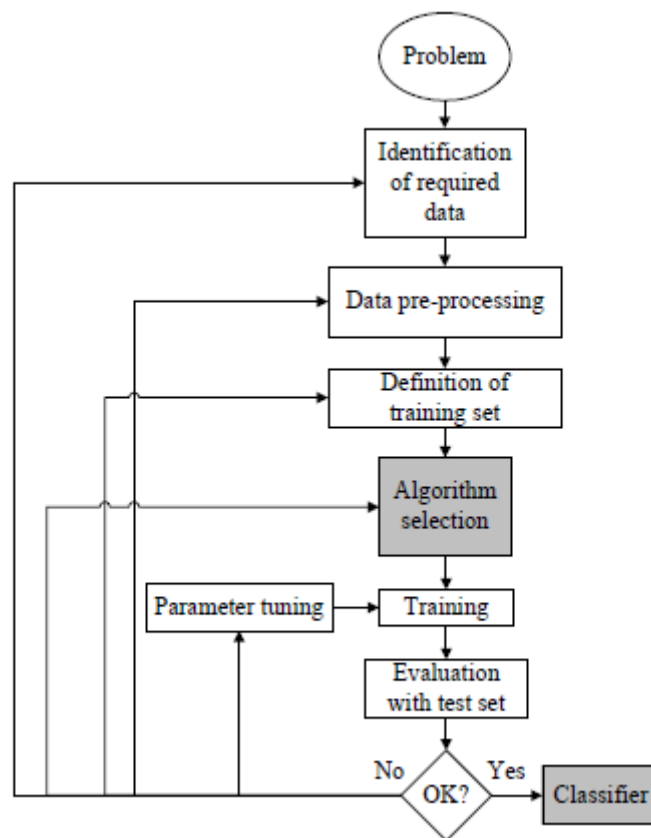 Problem
Identification
of required
data
Data pre-processing
Definition of
training set
Algorithm
selection
Parameter tuning
Training
Evaluation
with test set
No
Yes
OK?
Classifier